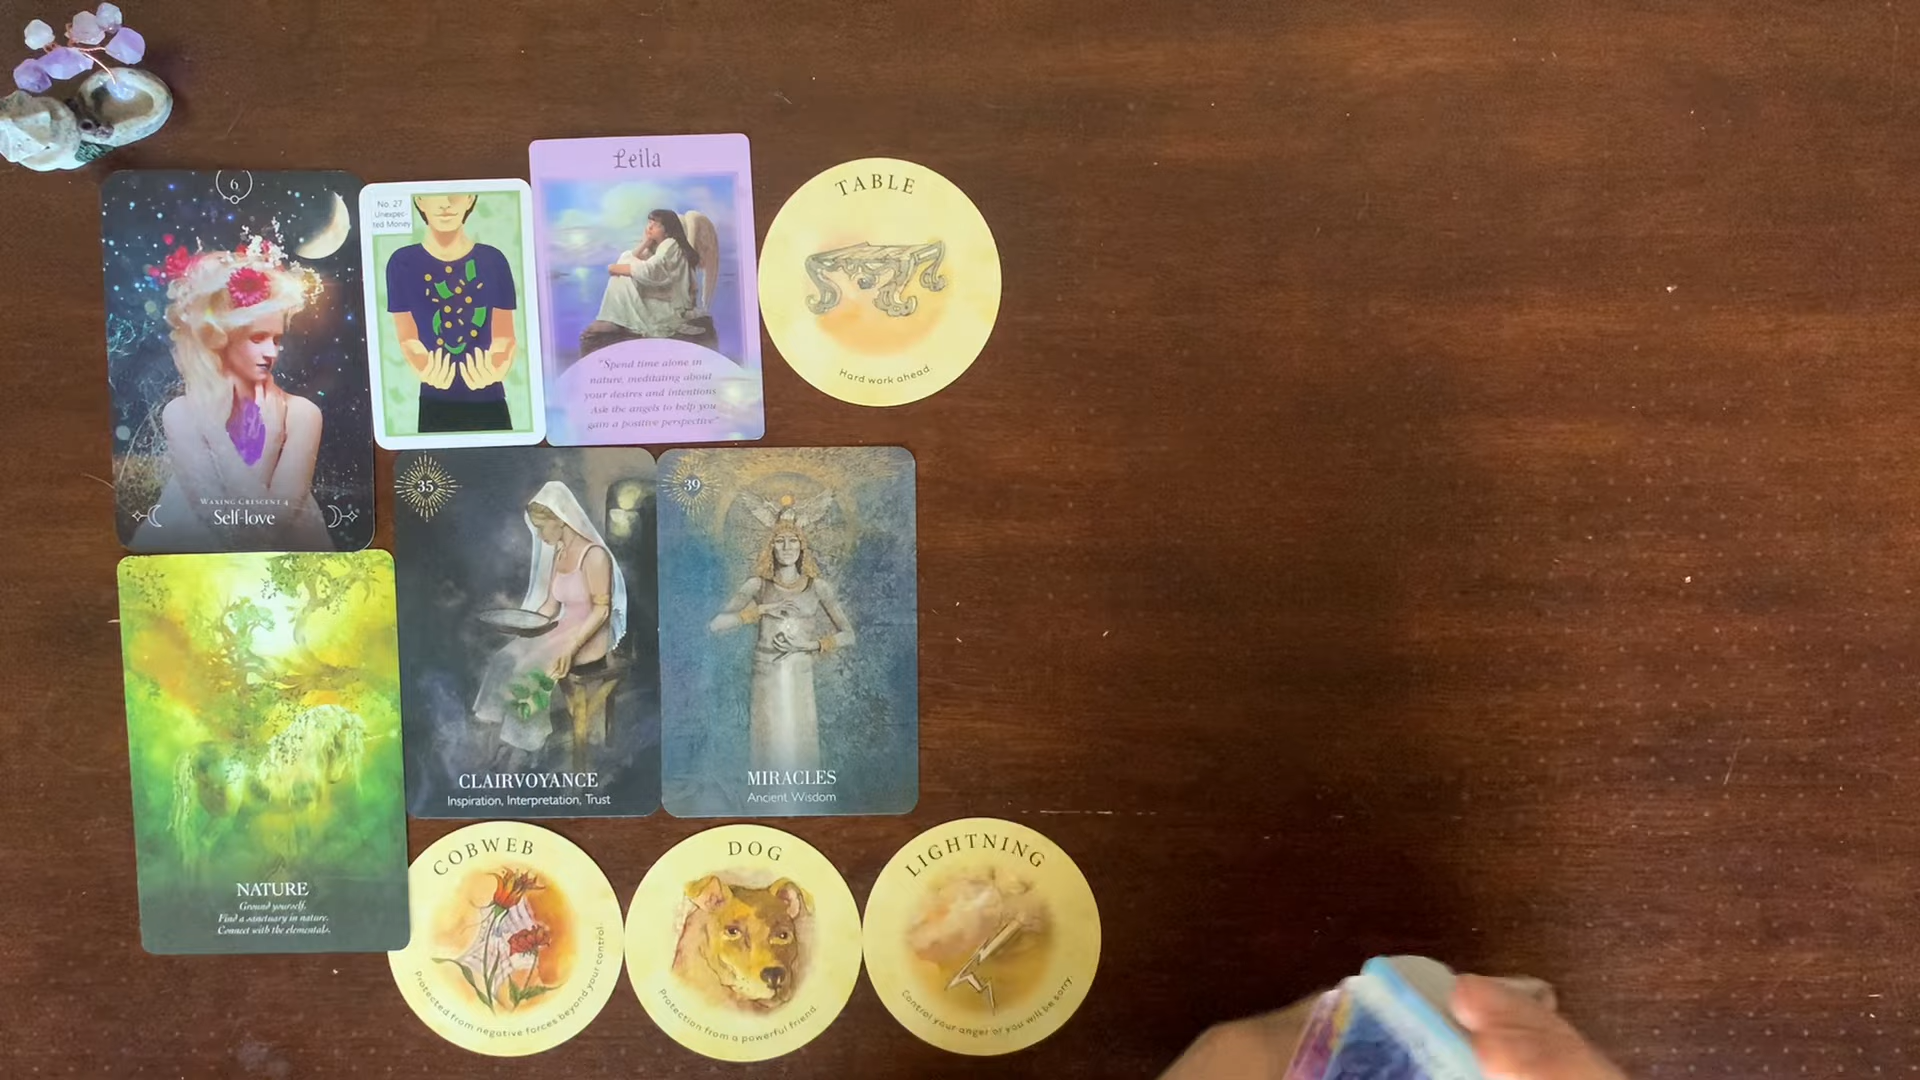 6
WAXING CRESCENT 4
Self-love
No. 27
Unexpec-
ted Money
Leila
"Spend time alone in
nature, meditating about
your desires and intentions.
Ask the angels to help you
gain a positive perspective"
TABLE
Hard work ahead.
NATURE
Ground yourself.
Find a sanctuary in nature.
Connect with the elementals.
35
CLAIRVOYANCE
Inspiration, Interpretation, Trust
39
MIRACLES
Ancient Wisdom
COBWEB
Protected from negative forces beyond your control.
DOG
Protection from a powerful friend.
LIGHTNING
Control your anger or you will be sorry.